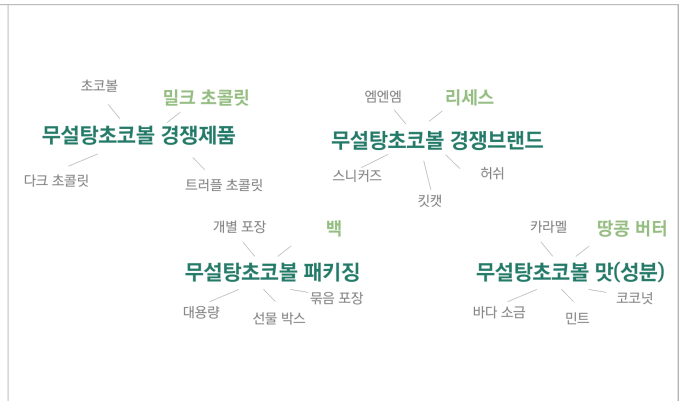 초코볼
밀크 초콜릿
무설탕초코볼 경쟁제품
다크 초콜릿
트러플 초콜릿
엠엔엠
리세스
무설탕초코볼 경쟁브랜드
스니커즈
킷캣
허쉬
개별 포장
백
무설탕초코볼 패키징
대용량
선물 박스
묶음 포장
카라멜
땅콩 버터
무설탕초코볼 맛(성분)
바다 소금
민트
코코넛